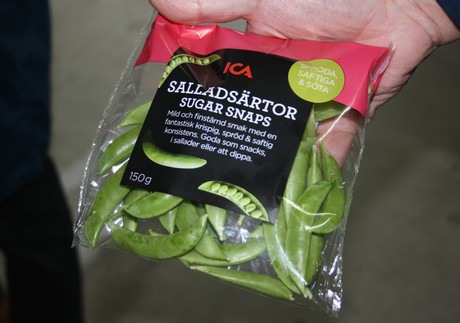 ICA
SPRÖDA,
SAFTIGA &
SÖTA
SALLADSÄRTOR
SUGAR SNAPS
Mild och finstämd smak med en
fantastisk krispig, spröd & saftig
konsistens. Goda som snacks,
i salader eller att dippa.
150g